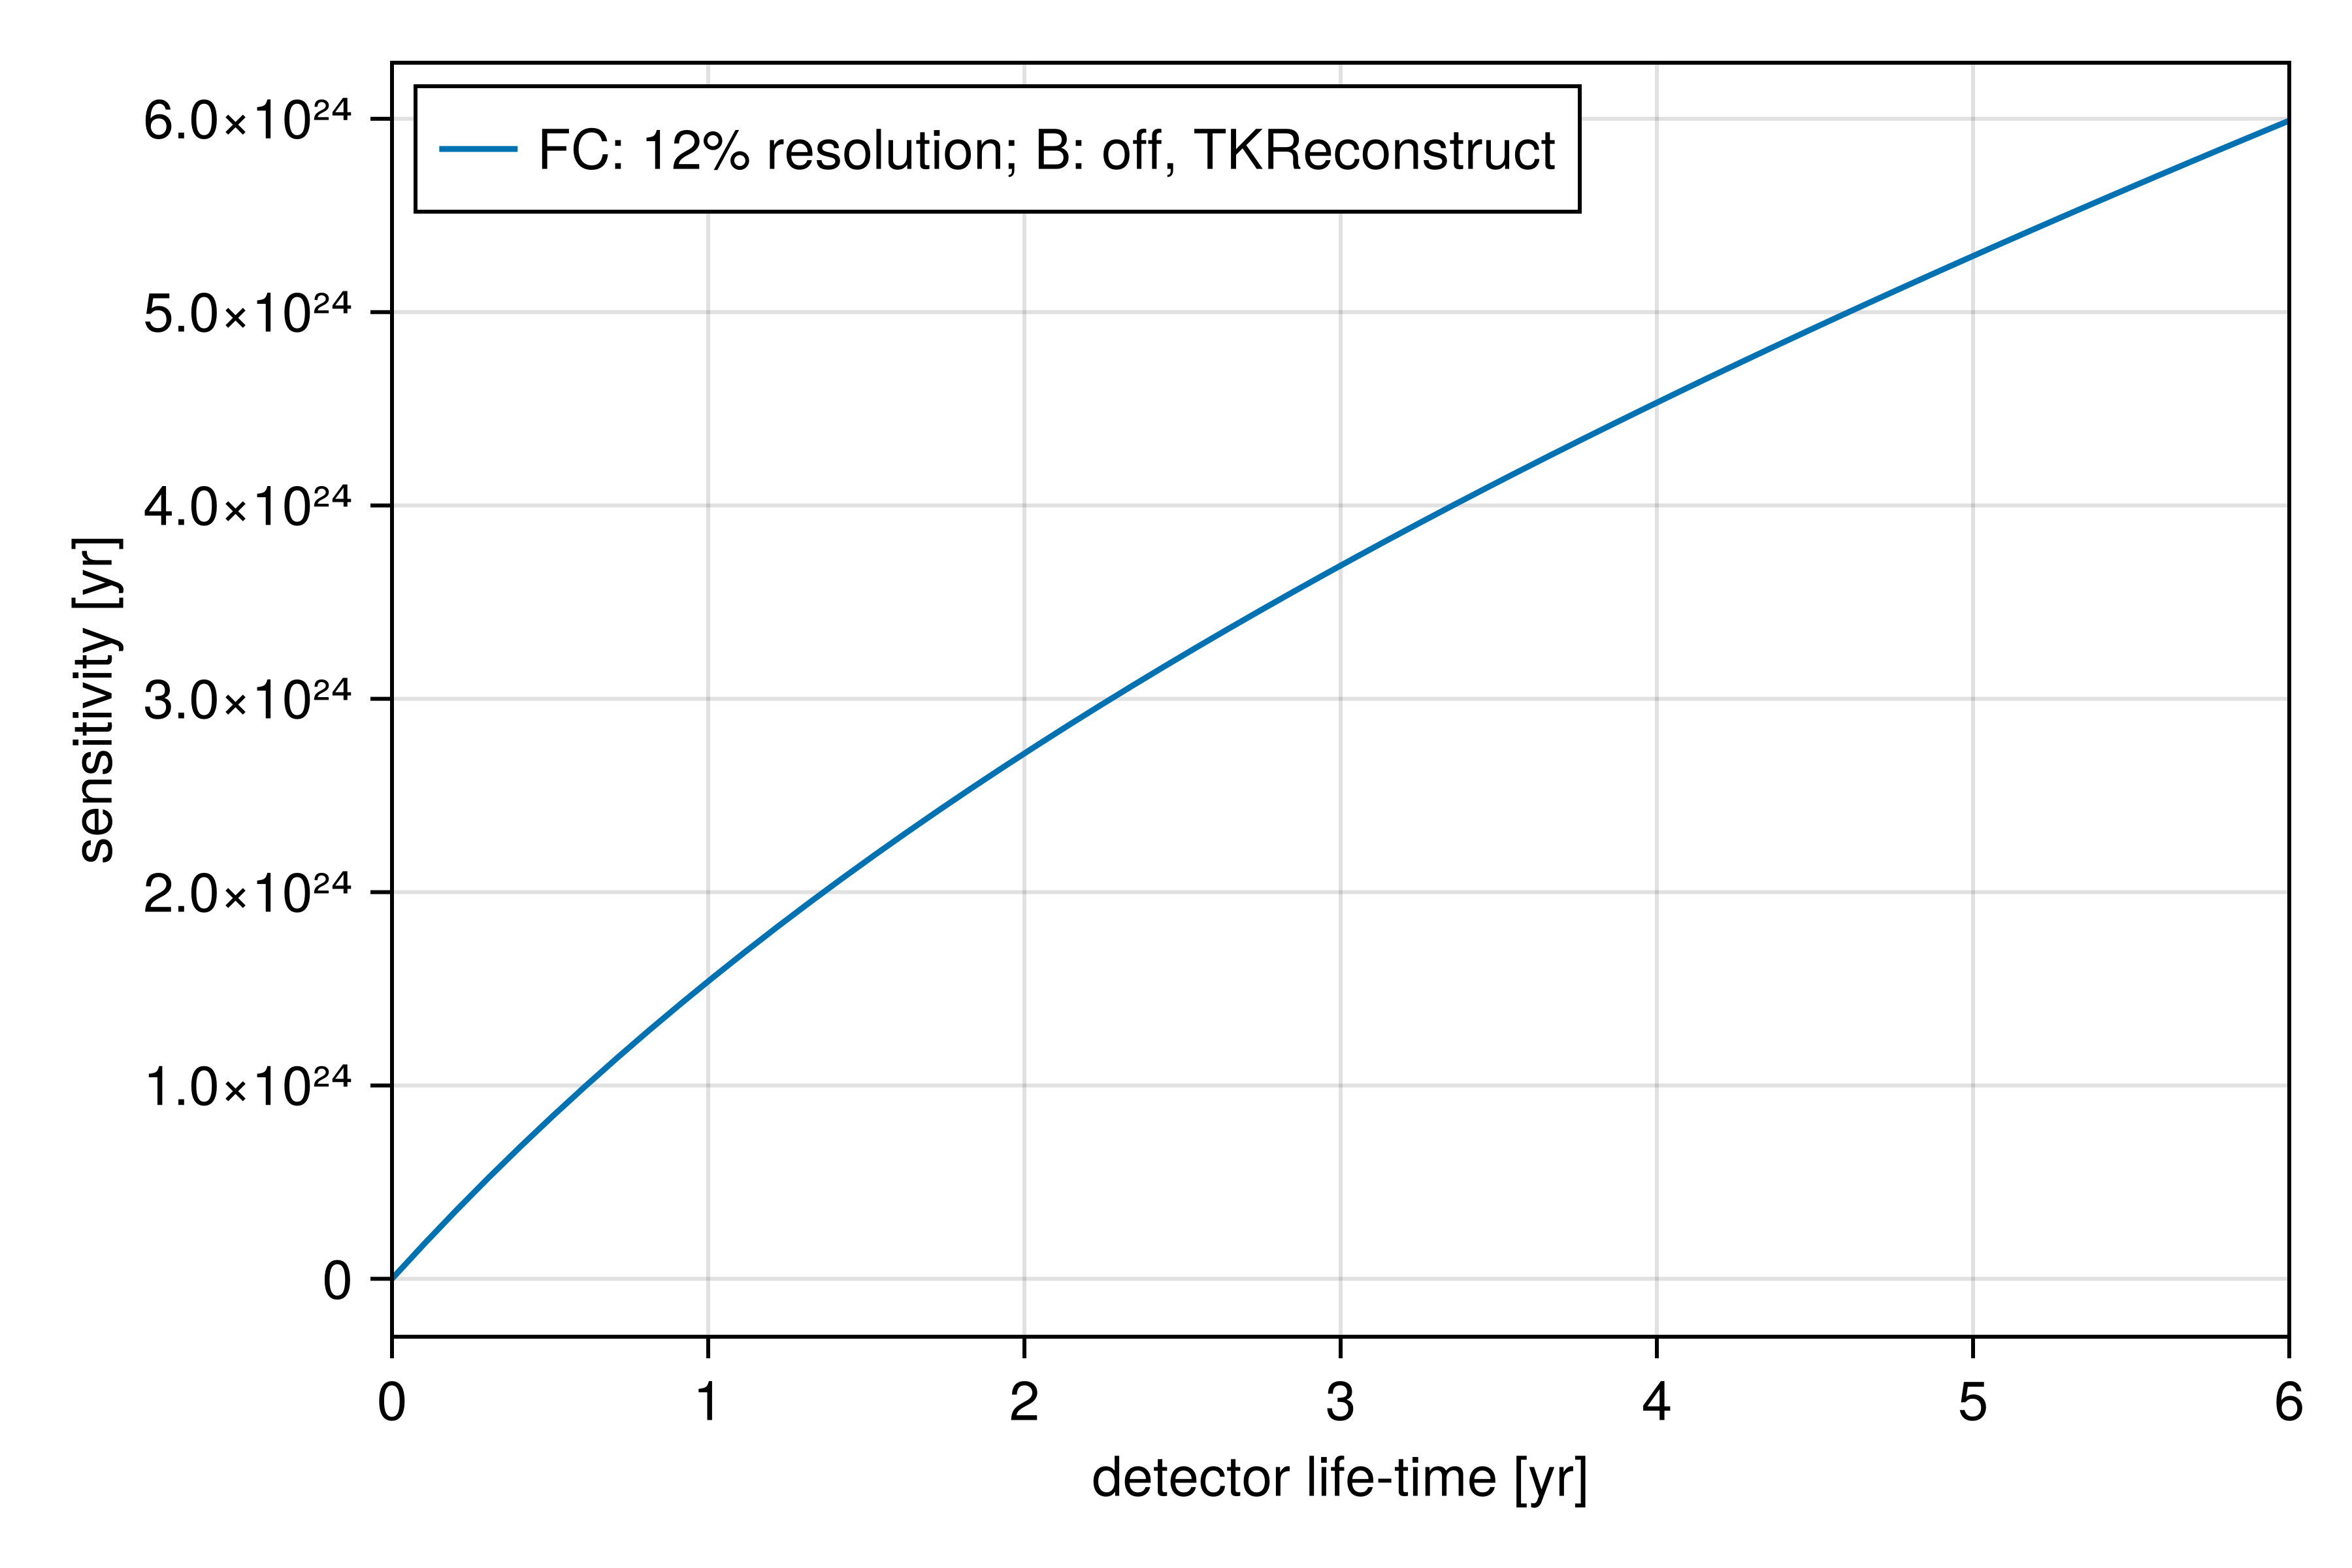 FC: 12% resolution; B: off, TKReconstruct
6.0×10²⁴
5.0×10²⁴
4.0×10²⁴
3.0×10²⁴
2.0×10²⁴
1.0×10²⁴
0
sensitivity [yr]
0 1 2 3 4 5 6
detector life-time [yr]